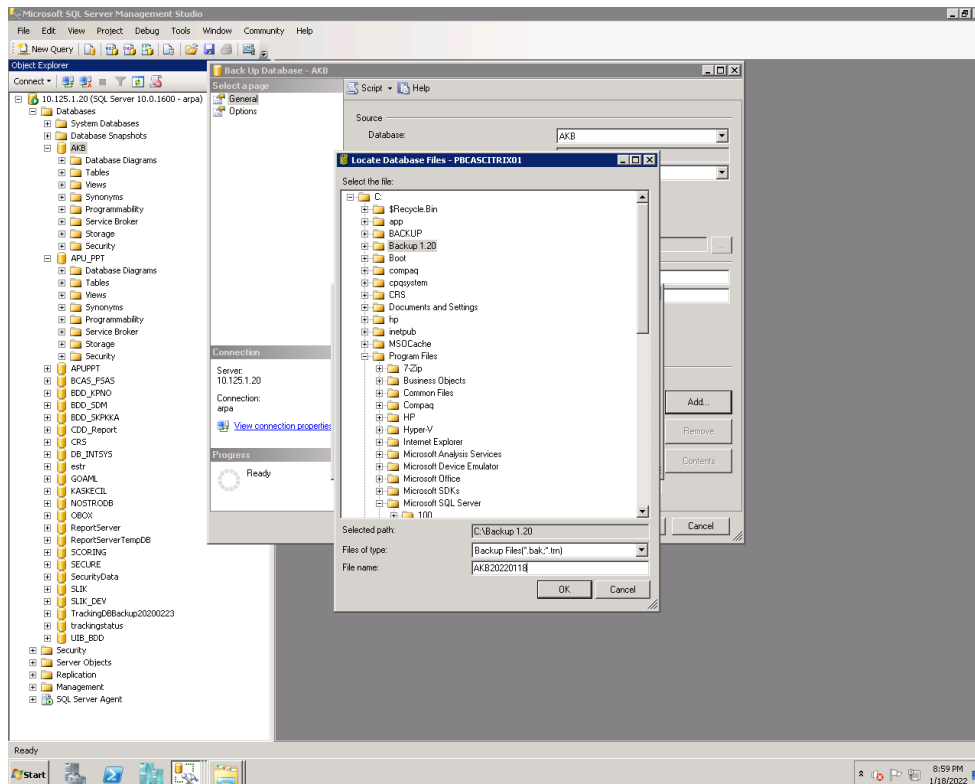 Microsoft SQL Server Management Studio
File Edit View Project Debug Tools Window Community Help
New Query
Object Explorer
Connect
10.125.1.20 (SQL Server 10.0.1600 - arpa)
Databases
System Databases
Database Snapshots
AKB
Database Diagrams
Tables
Views
Synonyms
Programmability
Service Broker
Storage
Security
APU_PPT
Database Diagrams
Tables
Views
Synonyms
Programmability
Service Broker
Storage
Security
APUPPT
BCAS_FSAS
BDD_KPNO
BDD_SDM
BDD_SKPKKA
CDD_Report
CRS
DB_INTSYS
estr
GOAML
KASKECIL
NOSTRODB
OBOX
ReportServer
ReportServerTempDB
SCORING
SECURE
SecurityData
SLIK
SLIK_DEV
TrackingDBBackup20200223
trackingstatus
UIB_BDD
Security
Server Objects
Replication
Management
SQL Server Agent
Back Up Database - AKB
Select a page
General
Options
Script Help
Source
Database: AKB
Connection
Server:
10.125.1.20
Connection:
arpa
View connection properties
Progress
Ready
Add...
Remove
Contents
Cancel
Locate Database Files - PBCASCITRIX01
Select the file:
C:
$Recycle.Bin
app
BACKUP
Backup 1.20
Boot
compaq
cpqsystem
CRS
Documents and Settings
hp
inetpub
MSOCache
Program Files
7-Zip
Business Objects
Common Files
Compaq
HP
Hyper-V
Internet Explorer
Microsoft Analysis Services
Microsoft Device Emulator
Microsoft Office
Microsoft SDKs
Microsoft SQL Server
100
Selected path: C:\Backup 1.20
Files of type: Backup Files(*.bak;*.trn)
File name: AKB20220118
OK Cancel
Ready
Start
8:59 PM
1/18/2022